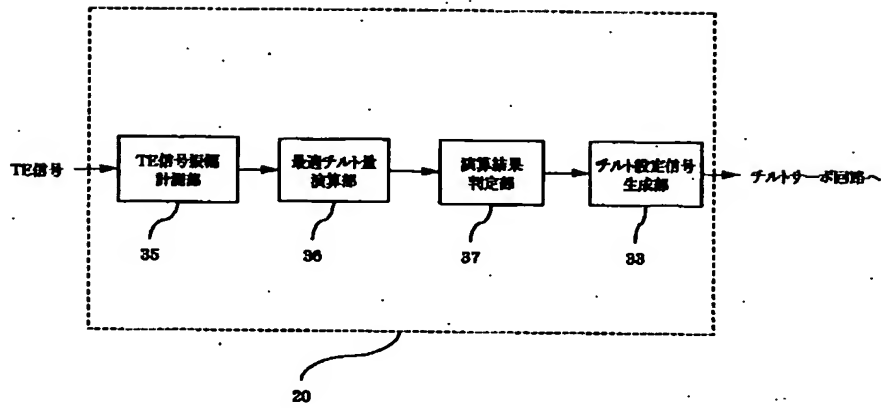 TE信号
TE信号振幅
計測部
最適チルト量
演算部
演算結果
判定部
チルト設定信号
生成部
チルトサーボ回路へ
35
36
37
33
20